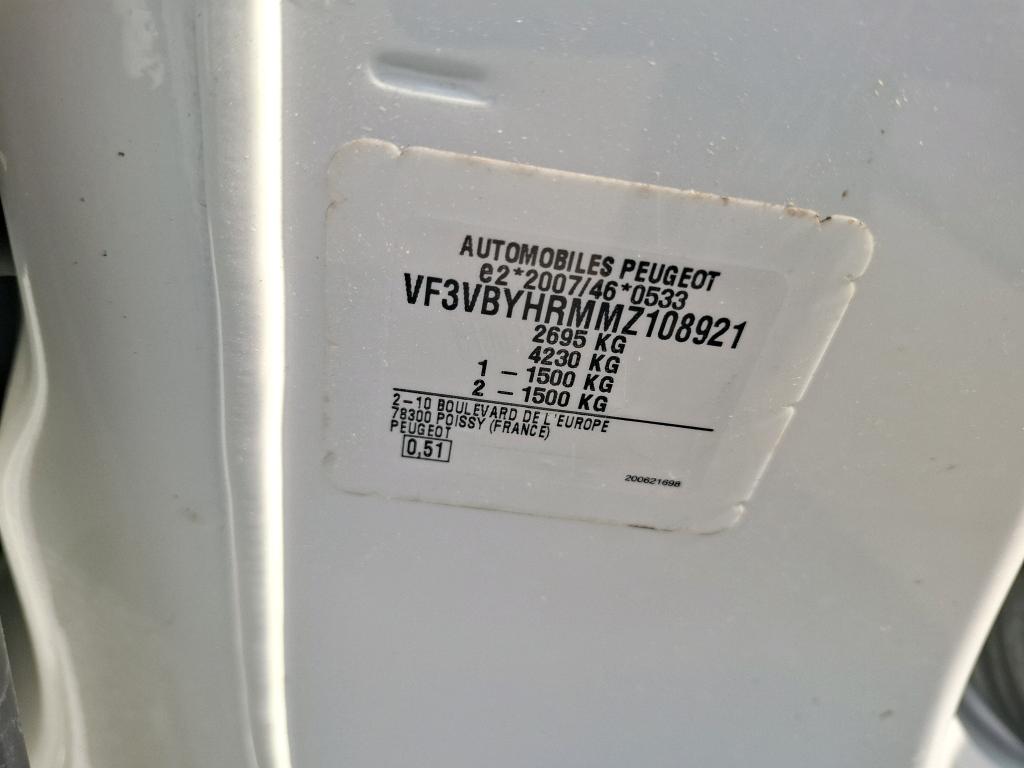 AUTOMOBILES PEUGEOT
e2*2007/46*0533
VF3VBYHRMMZ108921
2695 KG
4230 KG
1 - 1500 KG
2 - 1500 KG
2-10 BOULEVARD DE L'EUROPE
78300 POISSY (FRANCE)
PEUGEOT
0,51
200621698